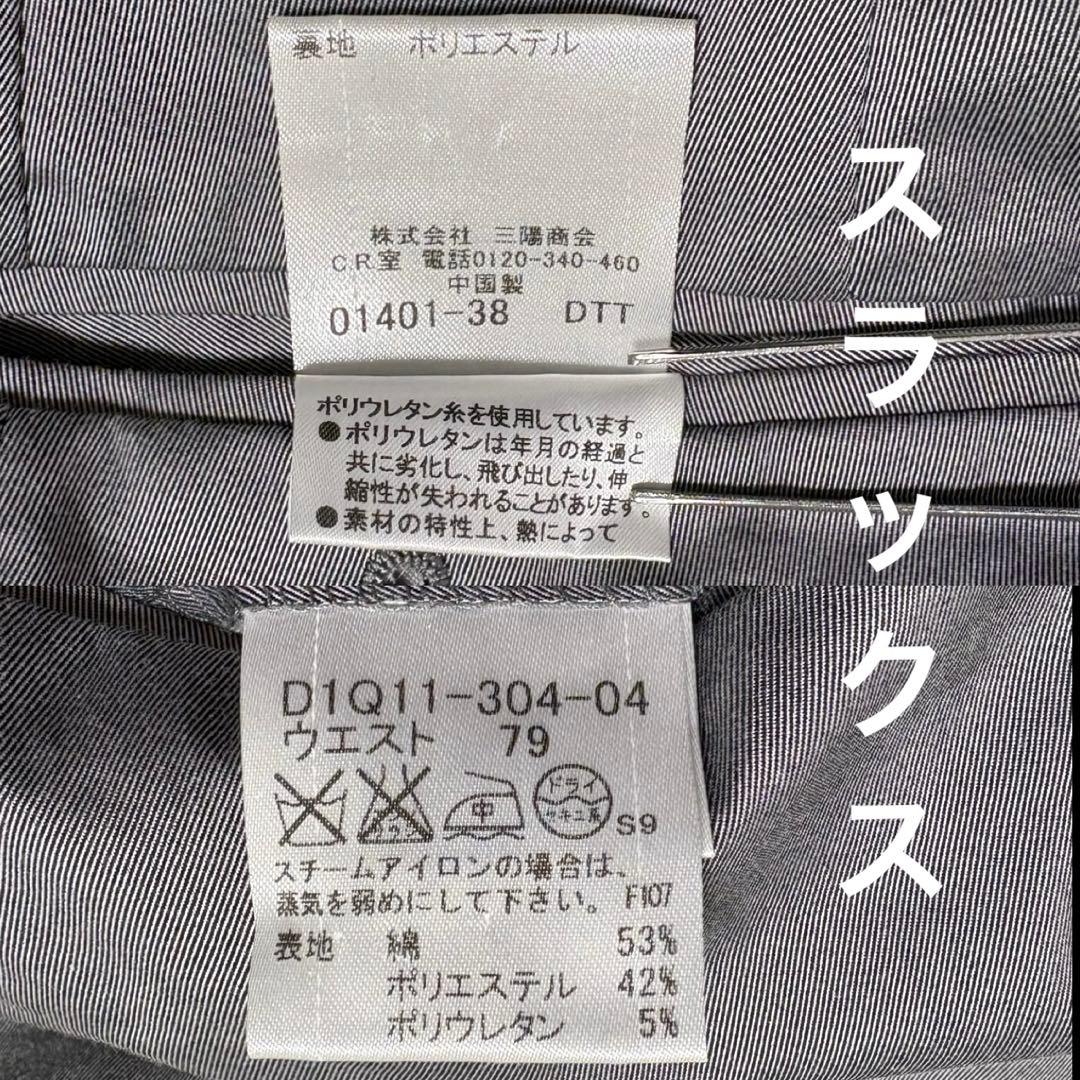 裏地 ポリエステル
株式会社 三陽商会
C.R.室 電話0120-340-460
中国製
01401-38 DTT
ポリウレタン糸を使用しています。
●ポリウレタンは年月の経過と
共に劣化し、飛び出したり、伸
縮性が失われることがあります。
●素材の特性上、熱によって
D1Q11-304-04
ウエスト 79
中
ドライ
セキユ系
S9
スチームアイロンの場合は、
蒸気を弱めにして下さい。 F107
表地 綿 53%
ポリエステル 42%
ポリウレタン 5%
スラックス